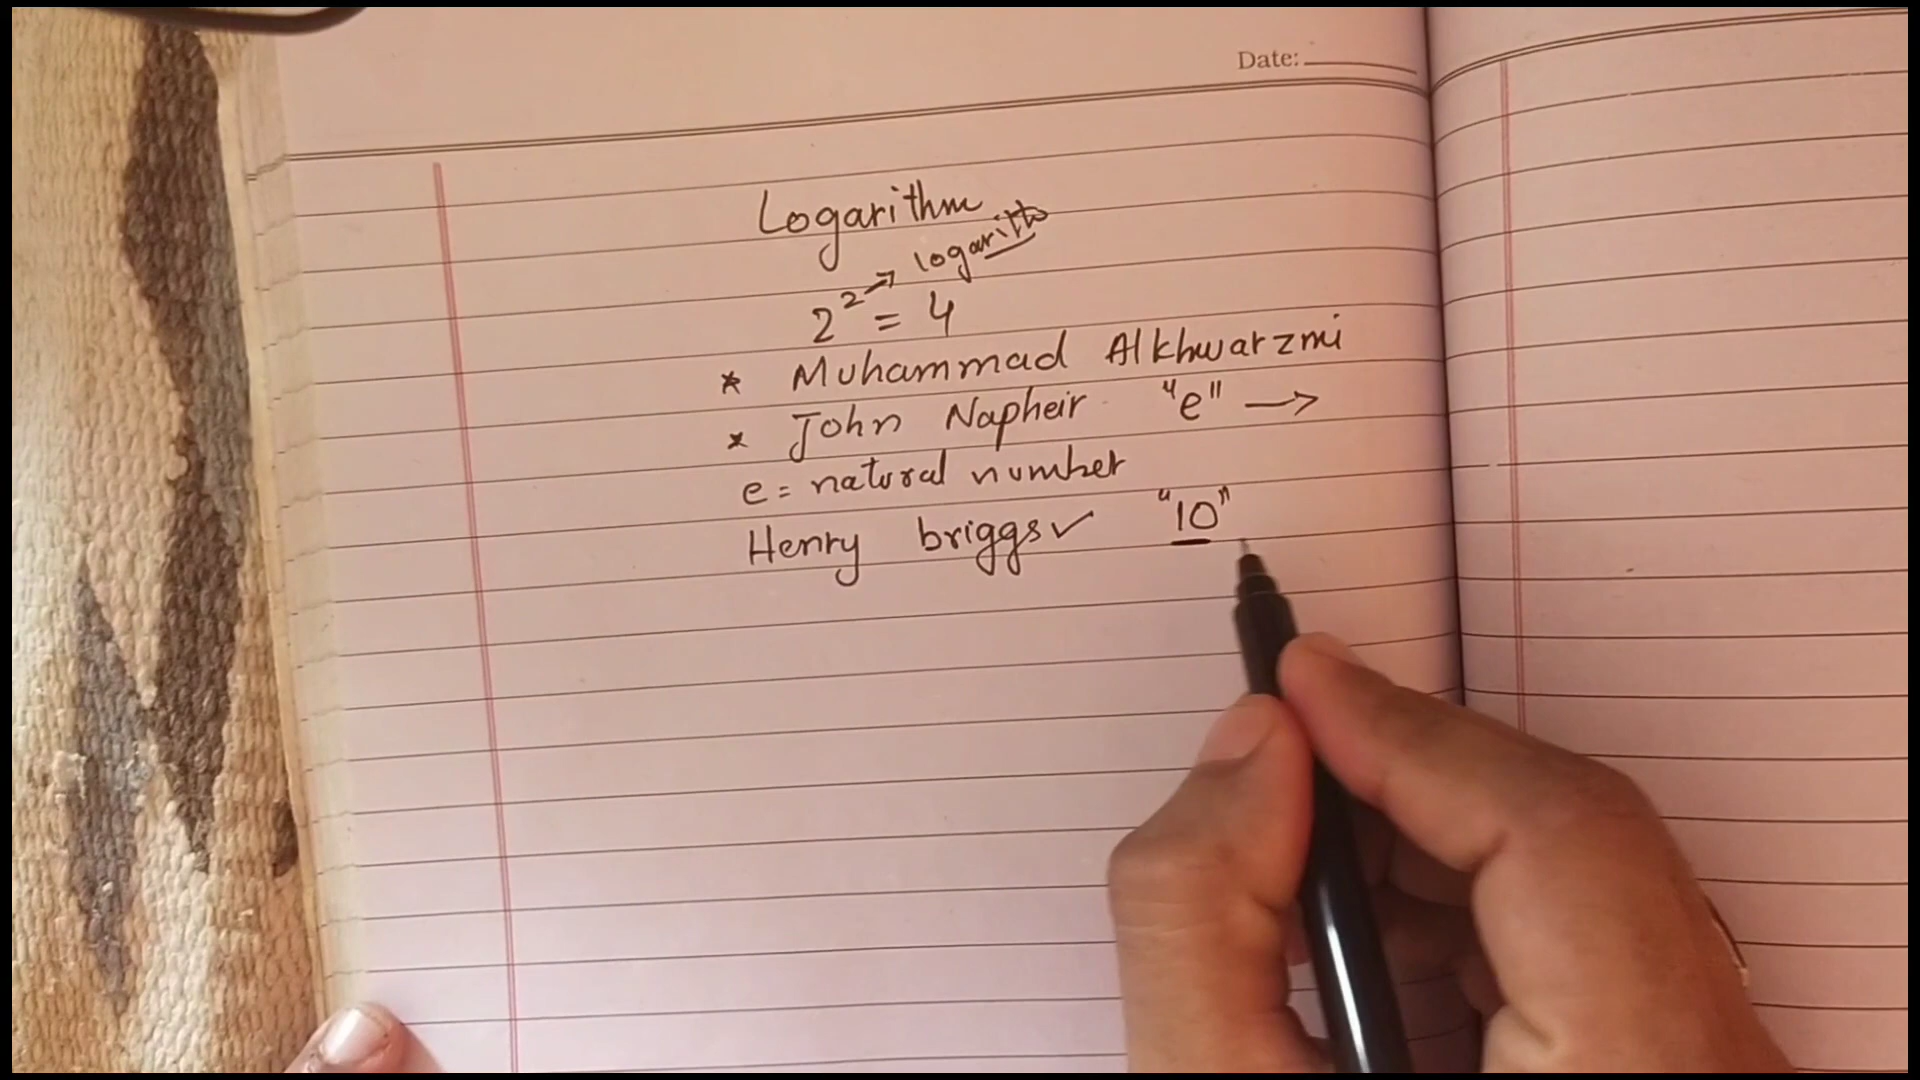 Date:
Logarithm
logarithm
2² = 4
* Muhammad Alkhwarzmi
* John Napheir "e" →
e = natural number
Henry briggs ✓ "10"